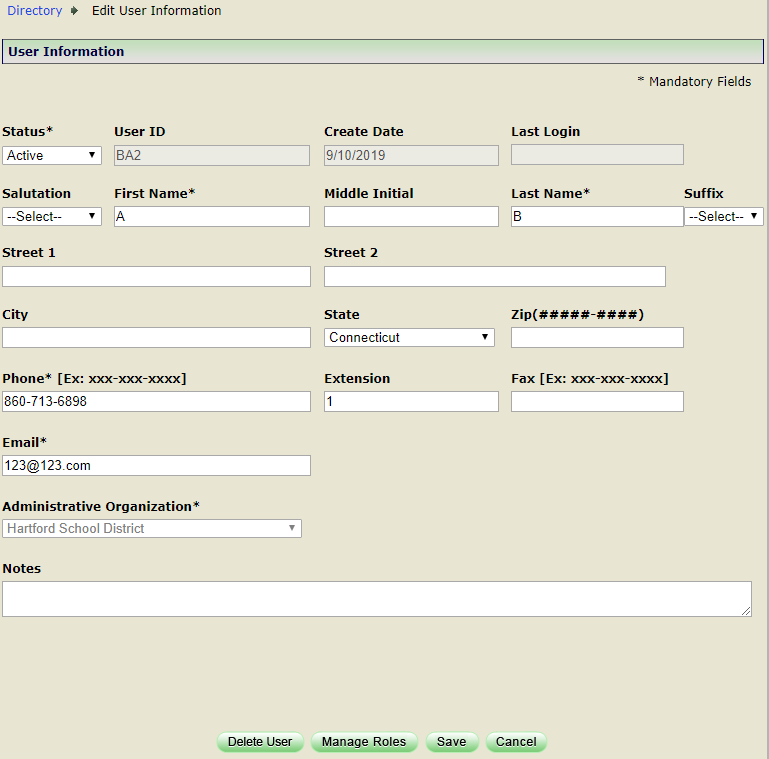 Directory Edit User Information
User Information
* Mandatory Fields
Status* User ID Create Date Last Login
Active BA2 9/10/2019
Salutation First Name* Middle Initial Last Name* Suffix
--Select-- A B --Select--
Street 1 Street 2
City State Zip(#####-####)
Connecticut
Phone* [Ex: xxx-xxx-xxxx] Extension Fax [Ex: xxx-xxx-xxxx]
860-713-6898 1
Email*
123@123.com
Administrative Organization*
Hartford School District
Notes
Delete User Manage Roles Save Cancel